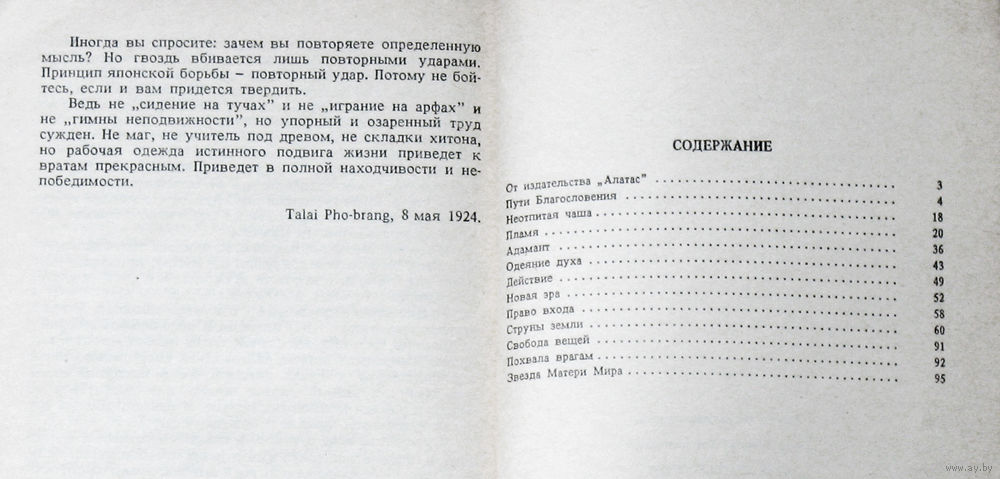 Иногда вы спросите: зачем вы повторяете определенную
мысль? Но гвоздь вбивается лишь повторными ударами.
Принцип японской борьбы – повторный удар. Потому не бой-
тесь, если и вам придется твердить.
Ведь не „сидение на тучах" и не „играние на арфах" и
не „гимны неподвижности", но упорный и озаренный труд
сужден. Не маг, не учитель под древом, не складки хитона,
но рабочая одежда истинного подвига жизни приведет к
вратам прекрасным. Приведет в полной находчивости и не-
победимости.
Talai Pho-brang, 8 мая 1924.
СОДЕРЖАНИЕ
От издательства „Алатас" 3
Пути Благословения 4
Неотпитая чаша 18
Пламя 20
Адамант 36
Одеяние духа 43
Действие 49
Новая эра 52
Право входа 58
Струны земли 60
Свобода вещей 91
Похвала врагам 92
Звезда Матери Мира 95
www.ay.by